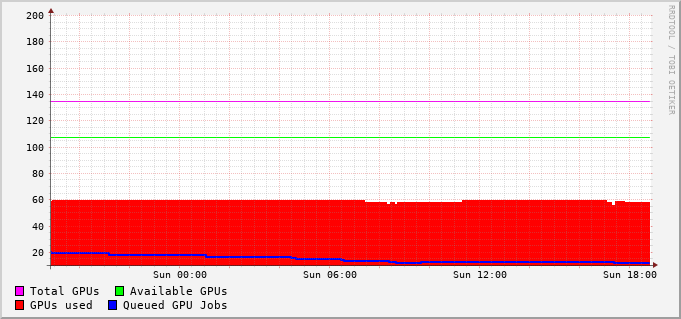 200
180
160
140
120
100
80
60
40
20
Sun 00:00 Sun 06:00 Sun 12:00 Sun 18:00
Total GPUs Available GPUs
GPUs used Queued GPU Jobs
RRDTOOL / TOBI OETIKER